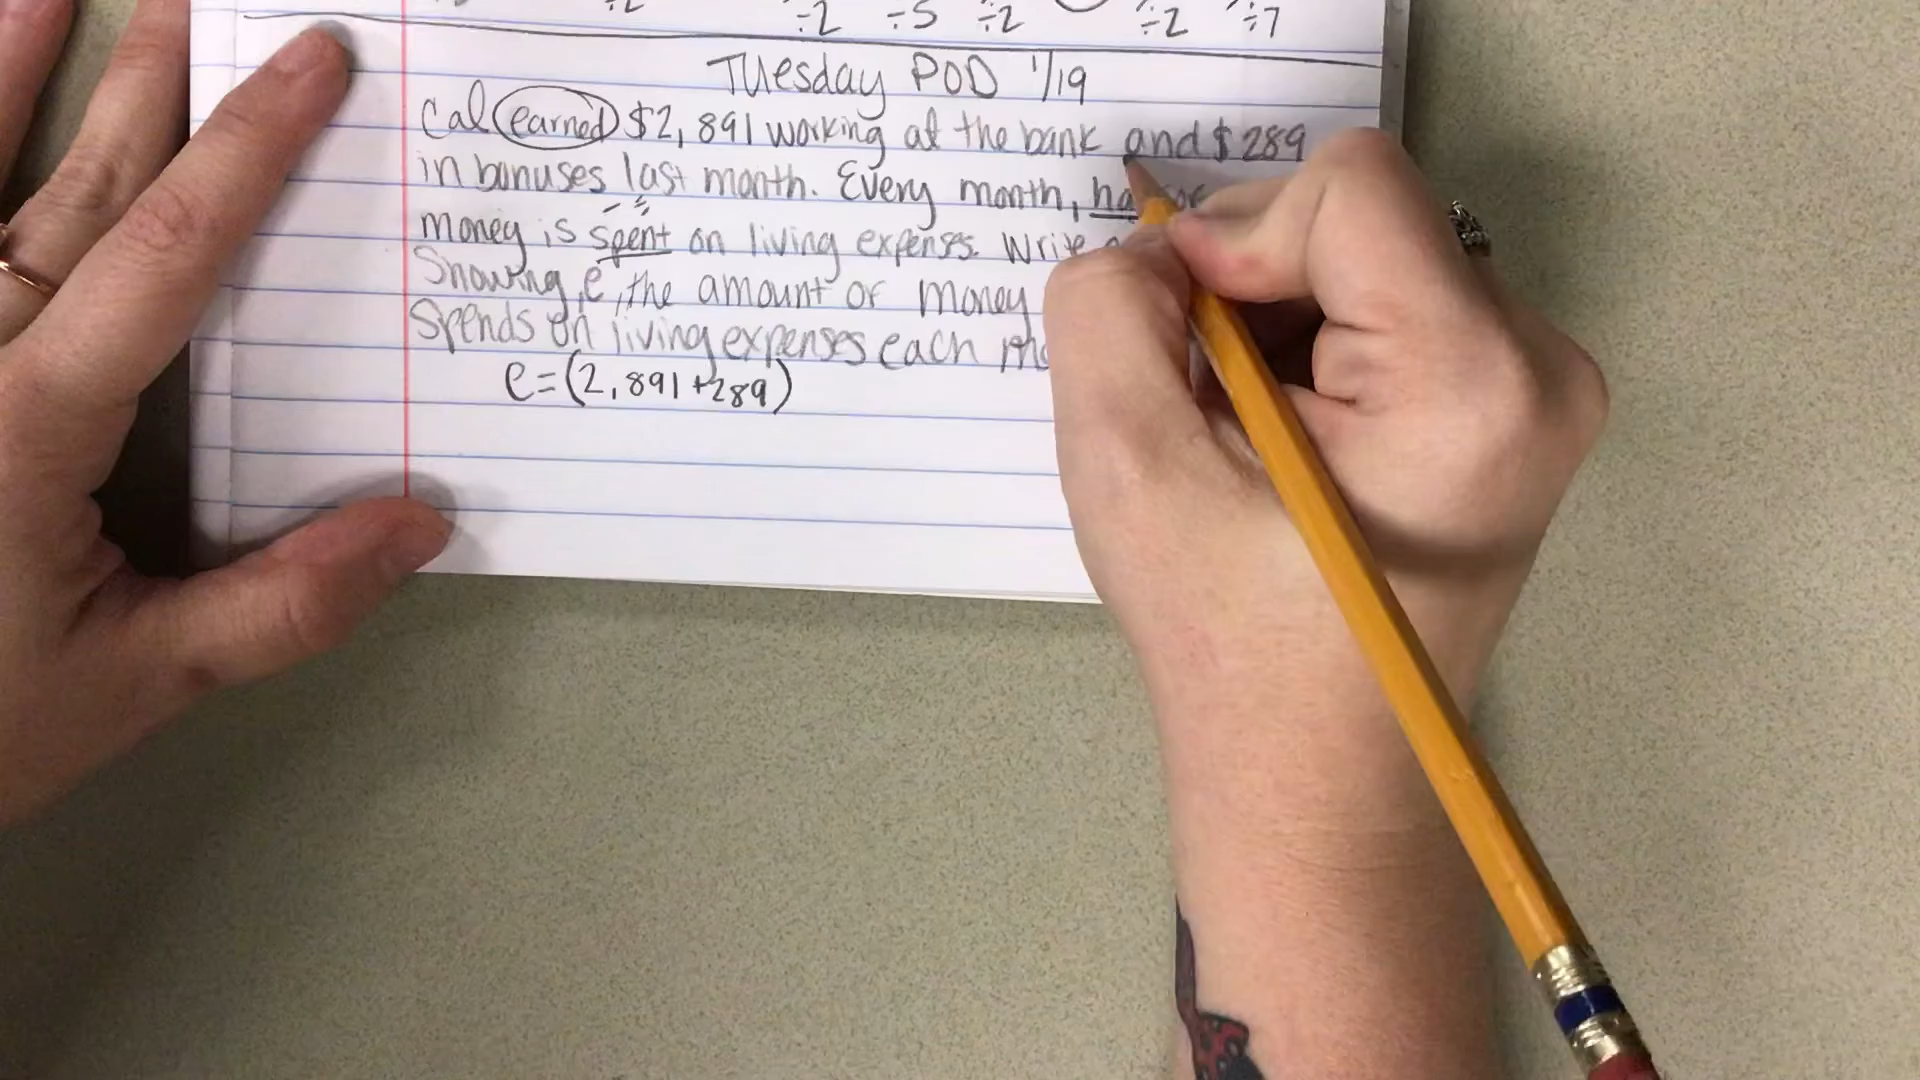 ÷2 ÷2 ÷5 ÷2 ÷2 ÷7
Tuesday POD 1/19
Cal earned $2,891 working at the bank and $289
in bonuses last month. Every month,
money is spent on living expenses. Write
Showing, e, the amount of money
Spends on living expenses each
e=(2,891+289)